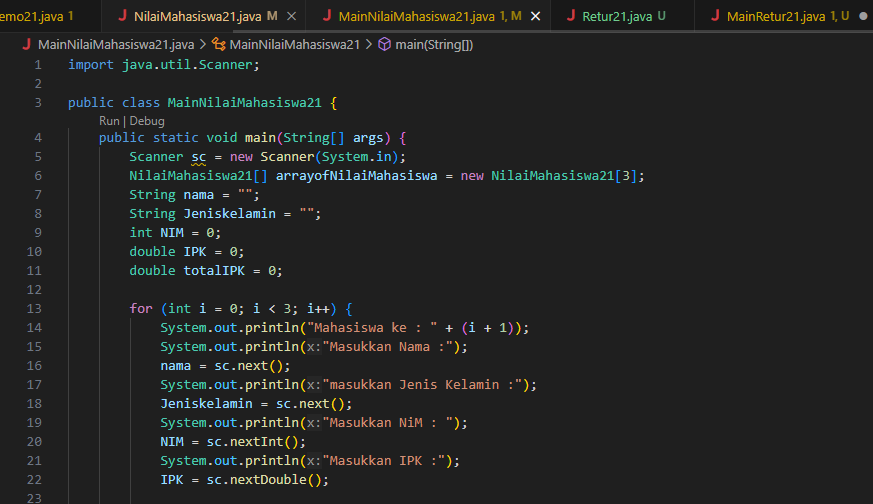 emo21.java 1 NilaiMahasiswa21.java M MainNilaiMahasiswa21.java 1, M Retur21.java U MainRetur21.java 1, U
MainNilaiMahasiswa21.java > MainNilaiMahasiswa21 > main(String[])
1 import java.util.Scanner;
2
3 public class MainNilaiMahasiswa21 {
Run | Debug
4 public static void main(String[] args) {
5 Scanner sc = new Scanner(System.in);
6 NilaiMahasiswa21[] arrayofNilaiMahasiswa = new NilaiMahasiswa21[3];
7 String nama = "";
8 String Jeniskelamin = "";
9 int NIM = 0;
10 double IPK = 0;
11 double totalIPK = 0;
12
13 for (int i = 0; i < 3; i++) {
14 System.out.println("Mahasiswa ke : " + (i + 1));
15 System.out.println(x:"Masukkan Nama :");
16 nama = sc.next();
17 System.out.println(x:"masukkan Jenis Kelamin :");
18 Jeniskelamin = sc.next();
19 System.out.println(x:"Masukkan NiM : ");
20 NIM = sc.nextInt();
21 System.out.println(x:"Masukkan IPK :");
22 IPK = sc.nextDouble();
23